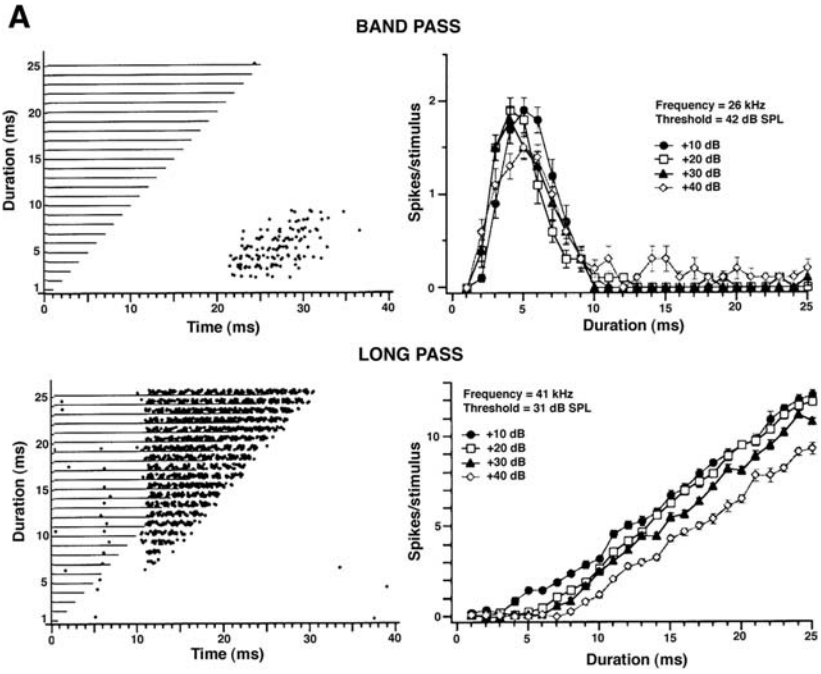 A
BAND PASS
Duration (ms)
25
20
15
10
5
1
0
10
20
30
40
Time (ms)
Spikes/stimulus
2
1
0
Frequency = 26 kHz
Threshold = 42 dB SPL
+10 dB
+20 dB
+30 dB
+40 dB
0
5
10
15
20
25
Duration (ms)
LONG PASS
Duration (ms)
25
20
15
10
5
1
0
10
20
30
40
Time (ms)
Spikes/stimulus
10
5
0
Frequency = 41 kHz
Threshold = 31 dB SPL
+10 dB
+20 dB
+30 dB
+40 dB
0
5
10
15
20
25
Duration (ms)